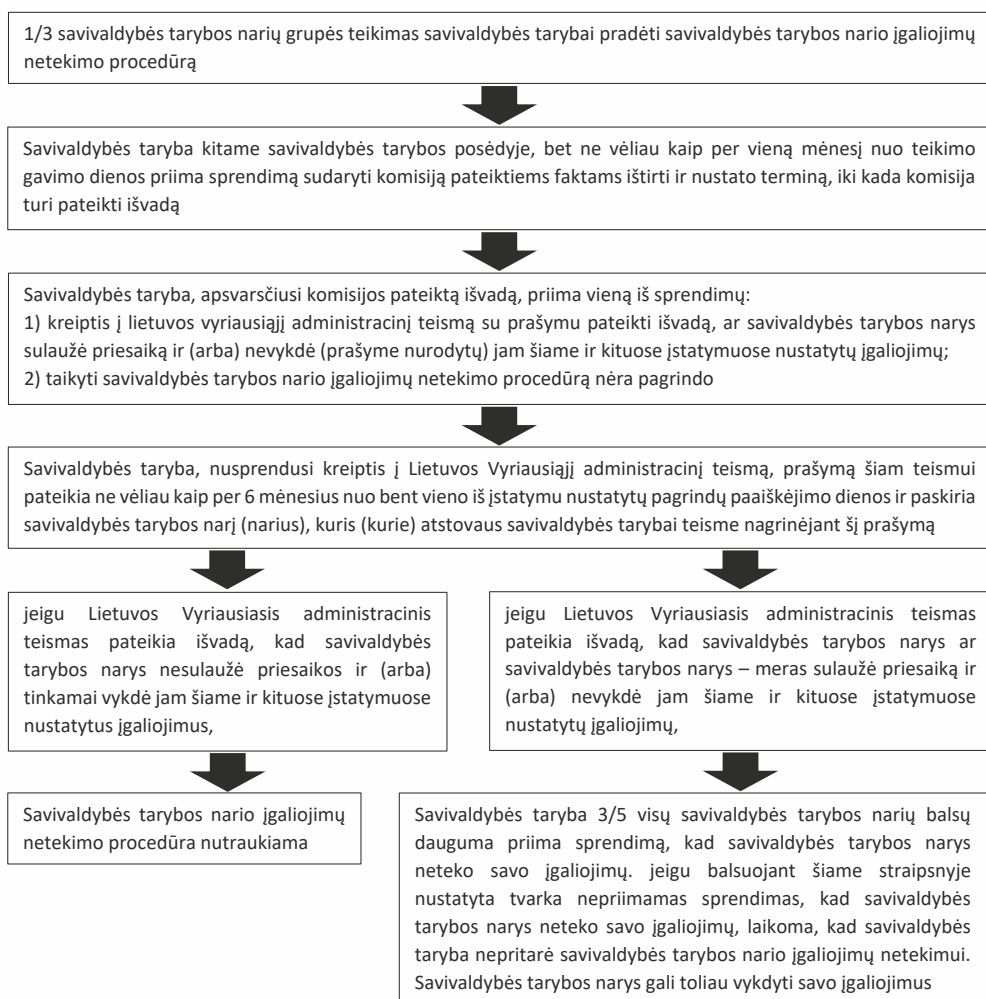 1/3 savivaldybės tarybos narių grupės teikimas savivaldybės tarybai pradėti savivaldybės tarybos nario įgaliojimų
netekimo procedūrą
Savivaldybės taryba kitame savivaldybės tarybos posėdyje, bet ne vėliau kaip per vieną mėnesį nuo teikimo
gavimo dienos priima sprendimą sudaryti komisiją pateiktiems faktams ištirti ir nustato terminą, iki kada komisija
turi pateikti išvadą
Savivaldybės taryba, apsvarsčiusi komisijos pateiktą išvadą, priima vieną iš sprendimų:
1) kreiptis į lietuvos vyriausiąjį administracinį teismą su prašymu pateikti išvadą, ar savivaldybės tarybos narys
sulaužė priesaiką ir (arba) nevykdė (prašyme nurodytų) jam šiame ir kituose įstatymuose nustatytų įgaliojimų;
2) taikyti savivaldybės tarybos nario įgaliojimų netekimo procedūrą nėra pagrindo
Savivaldybės taryba, nusprendusi kreiptis į Lietuvos Vyriausiąjį administracinį teismą, prašymą šiam teismui
pateikia ne vėliau kaip per 6 mėnesius nuo bent vieno iš įstatymu nustatytų pagrindų paaiškėjimo dienos ir paskiria
savivaldybės tarybos narį (narius), kuris (kurie) atstovaus savivaldybės tarybai teisme nagrinėjant šį prašymą
jeigu Lietuvos Vyriausiasis administracinis
teismas pateikia išvadą, kad savivaldybės
tarybos narys nesulaužė priesaikos ir (arba)
tinkamai vykdė jam šiame ir kituose įstatymuose
nustatytus įgaliojimus,
jeigu Lietuvos Vyriausiasis administracinis teismas
pateikia išvadą, kad savivaldybės tarybos narys ar
savivaldybės tarybos narys – meras sulaužė priesaiką ir
(arba) nevykdė jam šiame ir kituose įstatymuose
nustatytų įgaliojimų,
Savivaldybės tarybos nario įgaliojimų
netekimo procedūra nutraukiama
Savivaldybės taryba 3/5 visų savivaldybės tarybos narių balsų
dauguma priima sprendimą, kad savivaldybės tarybos narys
neteko savo įgaliojimų. jeigu balsuojant šiame straipsnyje
nustatyta tvarka nepriimamas sprendimas, kad savivaldybės
tarybos narys neteko savo įgaliojimų, laikoma, kad savivaldybės
taryba nepritarė savivaldybės tarybos nario įgaliojimų netekimui.
Savivaldybės tarybos narys gali toliau vykdyti savo įgaliojimus